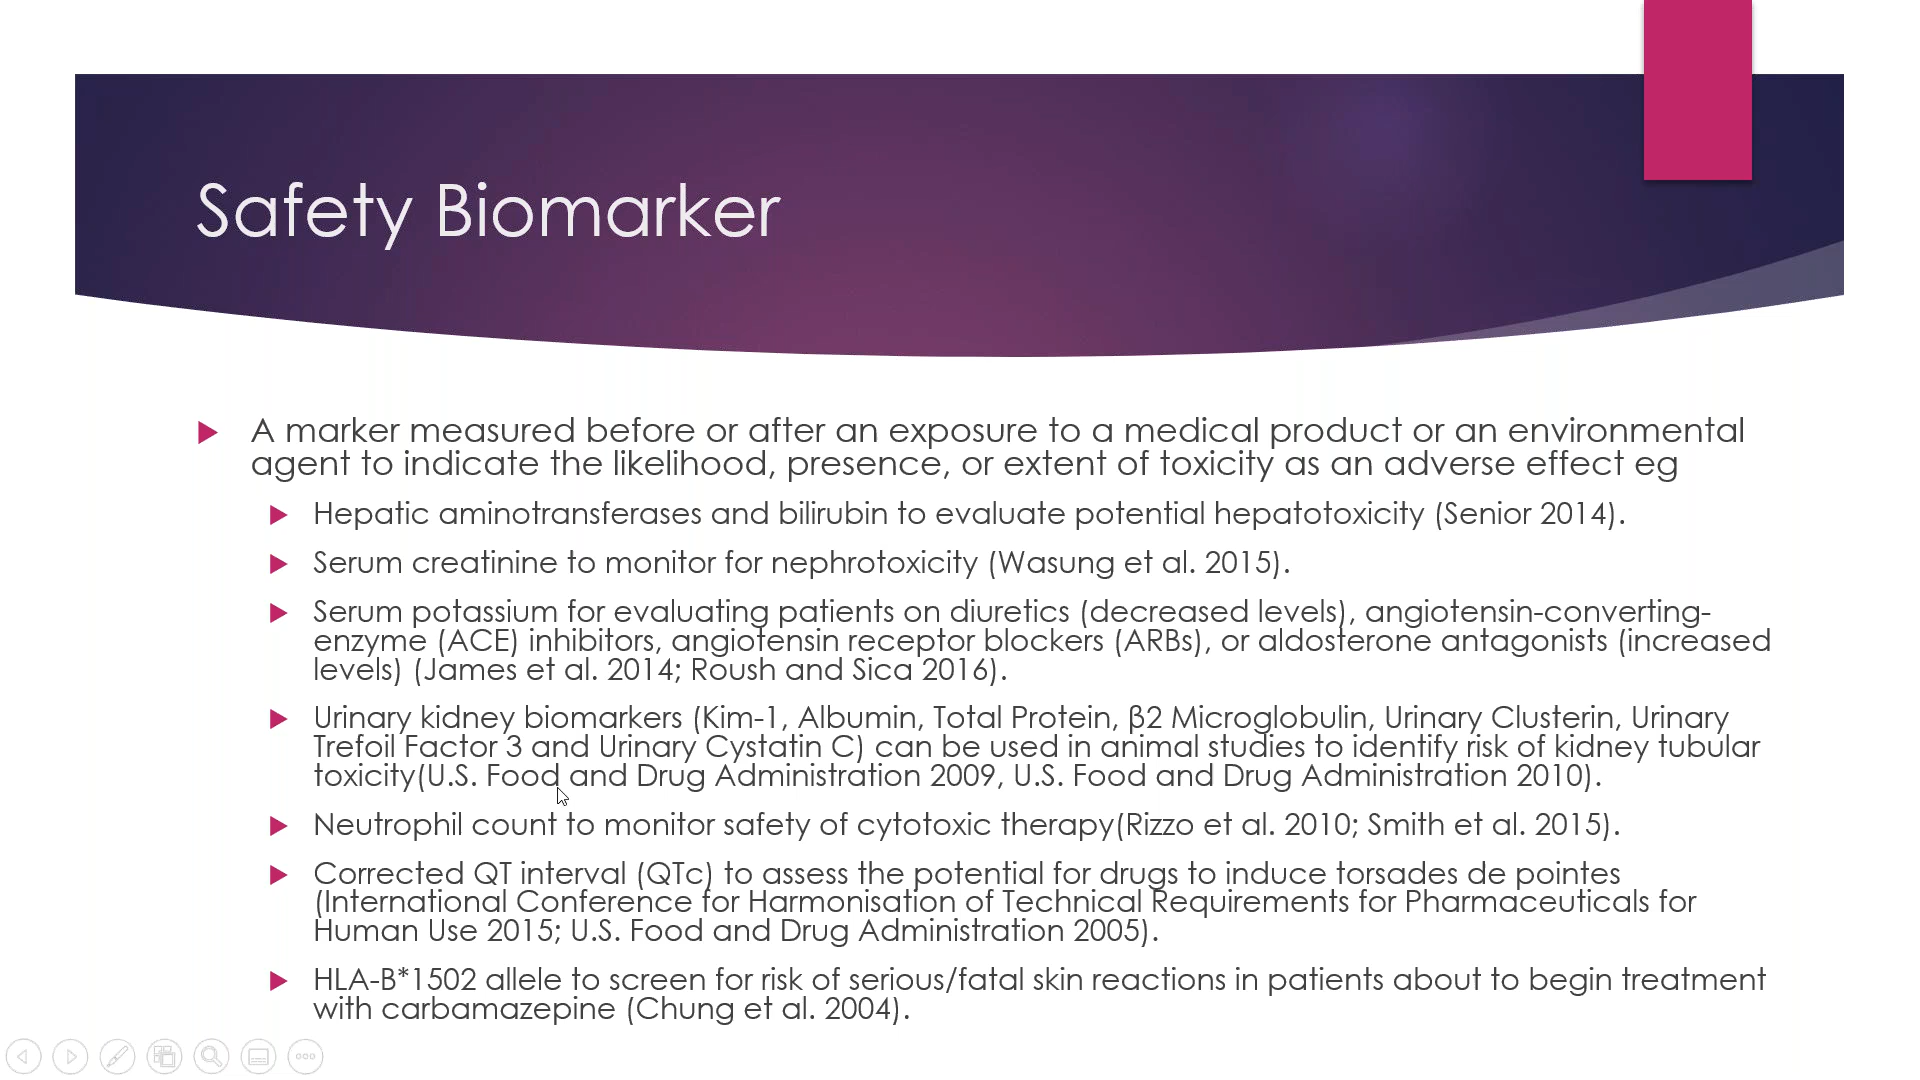 Safety Biomarker
A marker measured before or after an exposure to a medical product or an environmental
agent to indicate the likelihood, presence, or extent of toxicity as an adverse effect eg
Hepatic aminotransferases and bilirubin to evaluate potential hepatotoxicity (Senior 2014).
Serum creatinine to monitor for nephrotoxicity (Wasung et al. 2015).
Serum potassium for evaluating patients on diuretics (decreased levels), angiotensin-converting-
enzyme (ACE) inhibitors, angiotensin receptor blockers (ARBs), or aldosterone antagonists (increased
levels) (James et al. 2014; Roush and Sica 2016).
Urinary kidney biomarkers (Kim-1, Albumin, Total Protein, β2 Microglobulin, Urinary Clusterin, Urinary
Trefoil Factor 3 and Urinary Cystatin C) can be used in animal studies to identify risk of kidney tubular
toxicity(U.S. Food and Drug Administration 2009, U.S. Food and Drug Administration 2010).
Neutrophil count to monitor safety of cytotoxic therapy(Rizzo et al. 2010; Smith et al. 2015).
Corrected QT interval (QTc) to assess the potential for drugs to induce torsades de pointes
(International Conference for Harmonisation of Technical Requirements for Pharmaceuticals for
Human Use 2015; U.S. Food and Drug Administration 2005).
HLA-B*1502 allele to screen for risk of serious/fatal skin reactions in patients about to begin treatment
with carbamazepine (Chung et al. 2004).